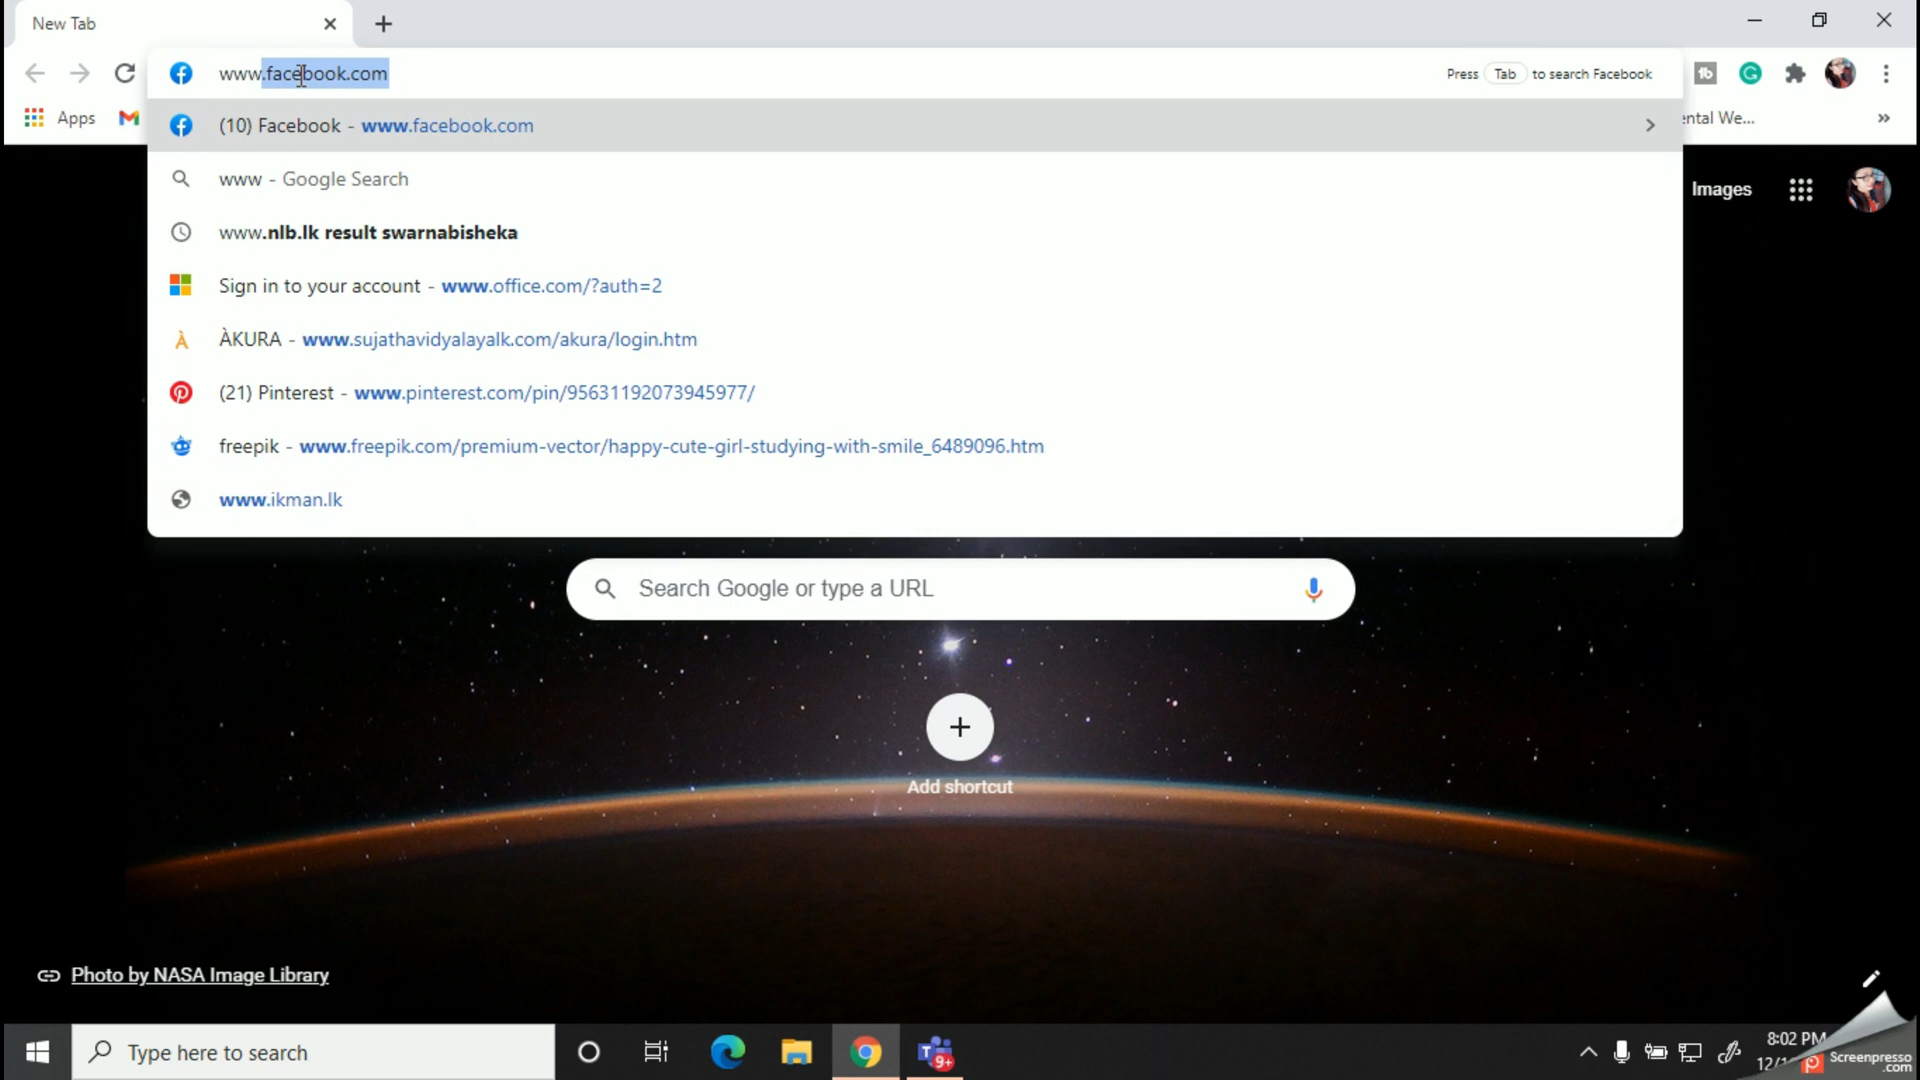 New Tab
www.facebook.com
Press Tab to search Facebook
Apps
(10) Facebook - www.facebook.com
ental We...
www - Google Search
Images
www.nlb.lk result swarnabisheka
Sign in to your account - www.office.com/?auth=2
ÀKURA - www.sujathavidyalayalk.com/akura/login.htm
(21) Pinterest - www.pinterest.com/pin/95631192073945977/
freepik - www.freepik.com/premium-vector/happy-cute-girl-studying-with-smile_6489096.htm
www.ikman.lk
Search Google or type a URL
Add shortcut
Photo by NASA Image Library
Type here to search
9+
8:02 PM
Screenpresso
.com